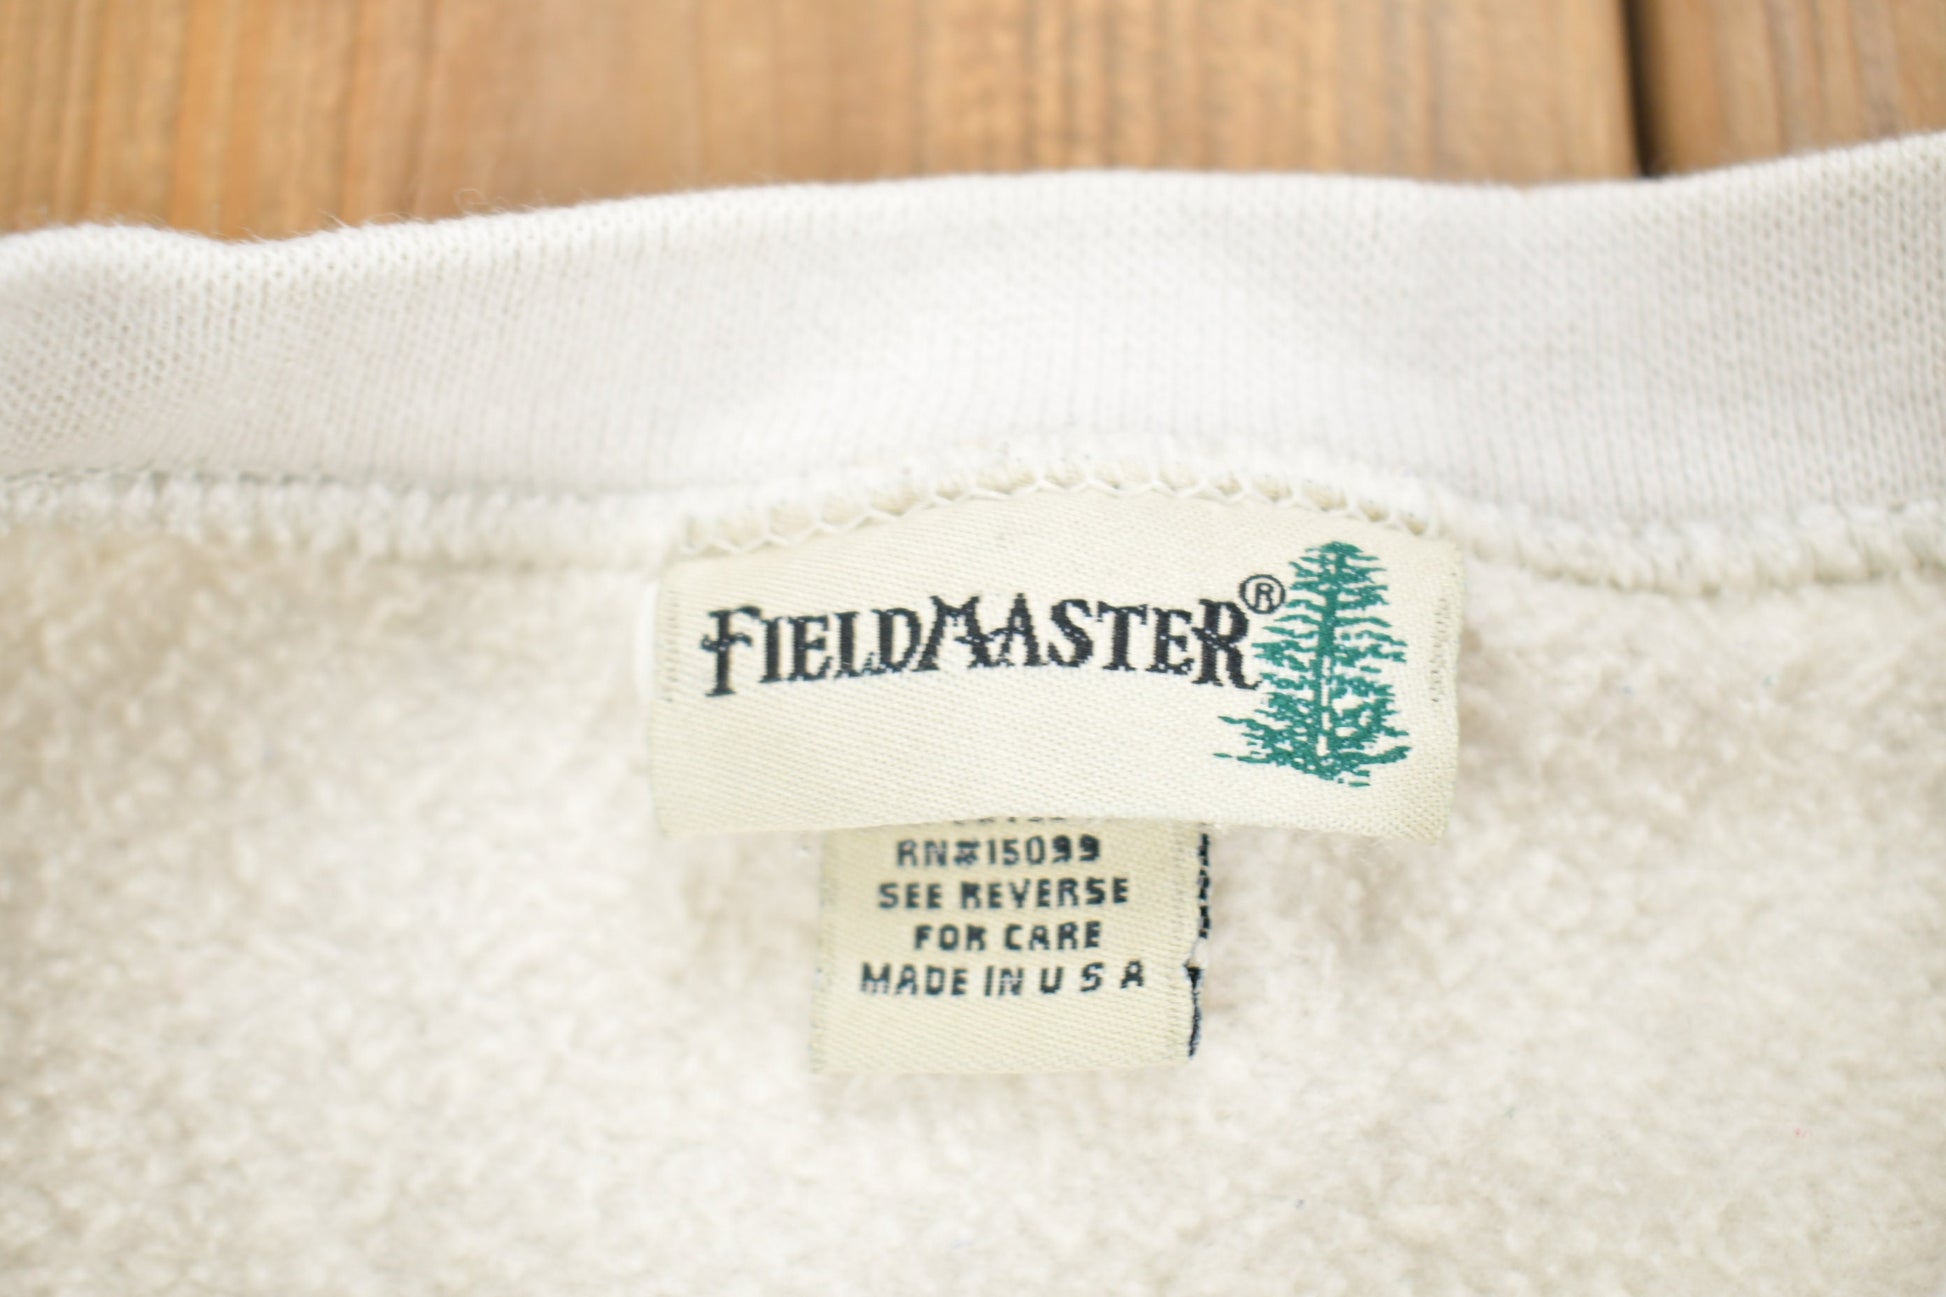 FIELDMASTER®
RN#15099
SEE REVERSE
FOR CARE
MADE IN U S A